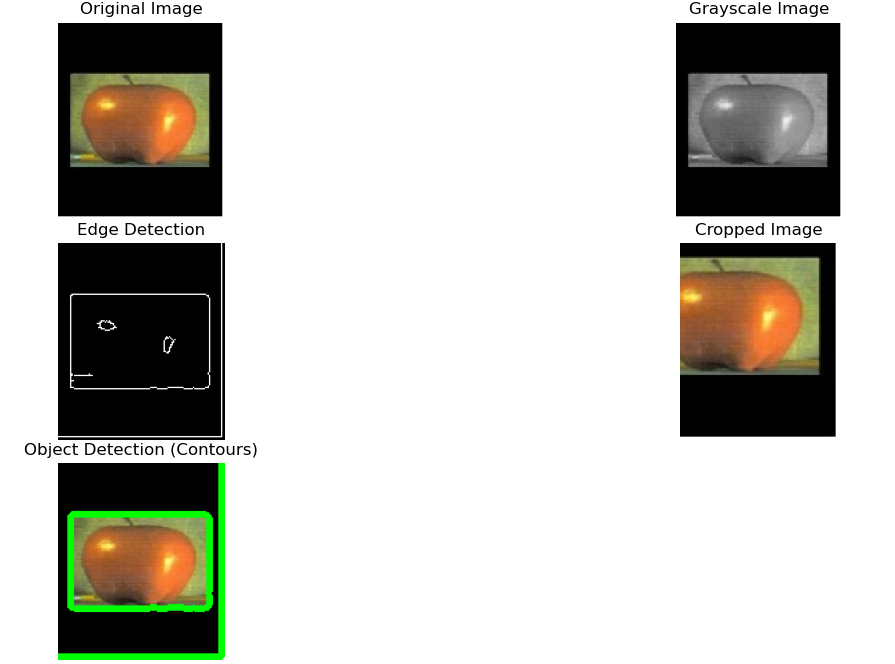 Original Image
Grayscale Image
Edge Detection
Cropped Image
Object Detection (Contours)